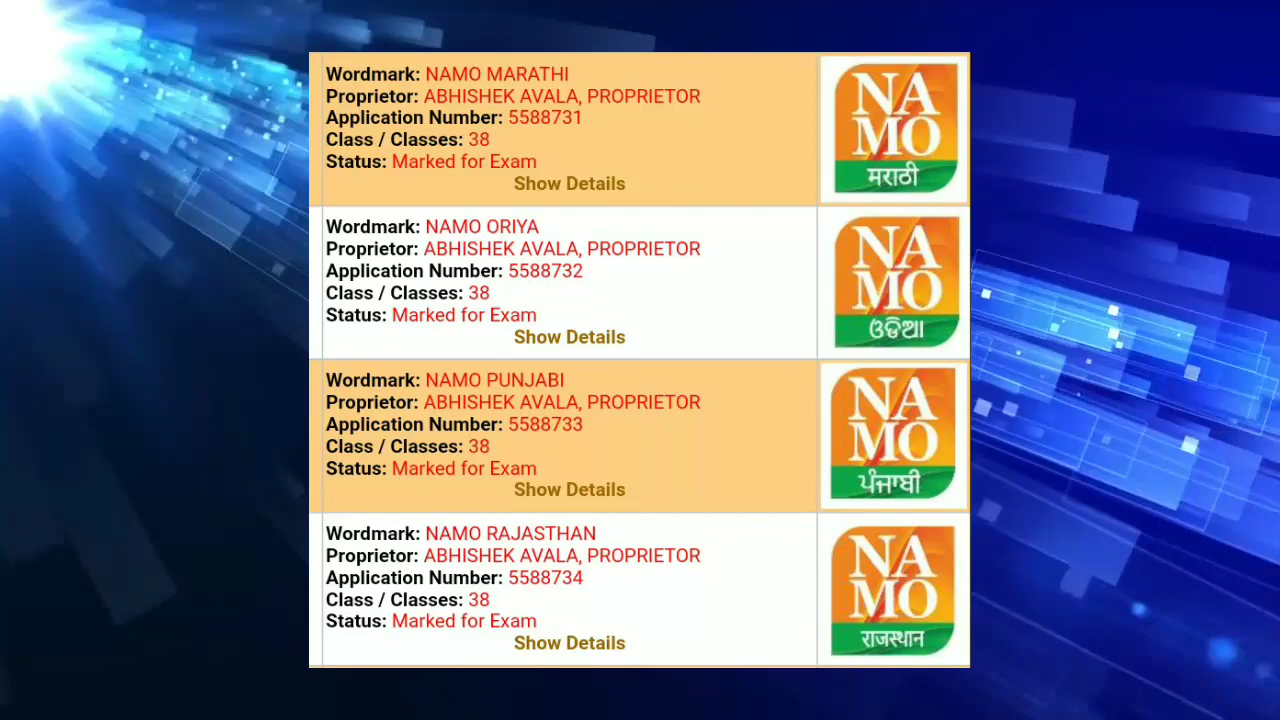 Wordmark: NAMO MARATHI
Proprietor: ABHISHEK AVALA, PROPRIETOR
Application Number: 5588731
Class / Classes: 38
Status: Marked for Exam
Show Details
NA
MO
मराठी
Wordmark: NAMO ORIYA
Proprietor: ABHISHEK AVALA, PROPRIETOR
Application Number: 5588732
Class / Classes: 38
Status: Marked for Exam
Show Details
NA
MO
ଓଡ଼ିଆ
Wordmark: NAMO PUNJABI
Proprietor: ABHISHEK AVALA, PROPRIETOR
Application Number: 5588733
Class / Classes: 38
Status: Marked for Exam
Show Details
NA
MO
ਪੰਜਾਬੀ
Wordmark: NAMO RAJASTHAN
Proprietor: ABHISHEK AVALA, PROPRIETOR
Application Number: 5588734
Class / Classes: 38
Status: Marked for Exam
Show Details
NA
MO
राजस्थान